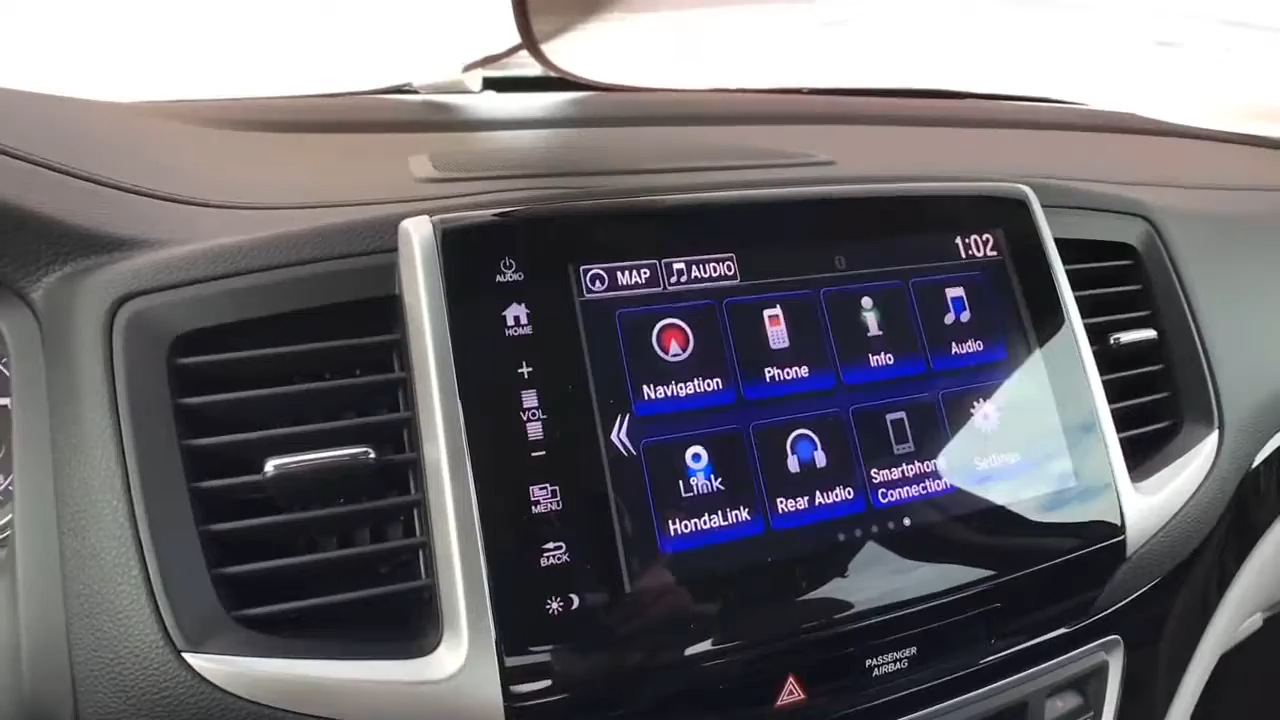 AUDIO
HOME
+
VOL
-
MENU
BACK
MAP AUDIO 1:02
Navigation Phone Info Audio
Link
HondaLink Rear Audio Smartphone
Connection Settings
PASSENGER
AIRBAG